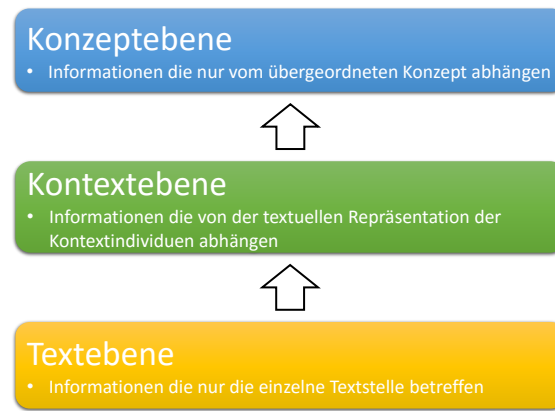 Konzeptebene
• Informationen die nur vom übergeordneten Konzept abhängen
Kontextebene
• Informationen die von der textuellen Repräsentation der
Kontextindividuen abhängen
Textebene
• Informationen die nur die einzelne Textstelle betreffen